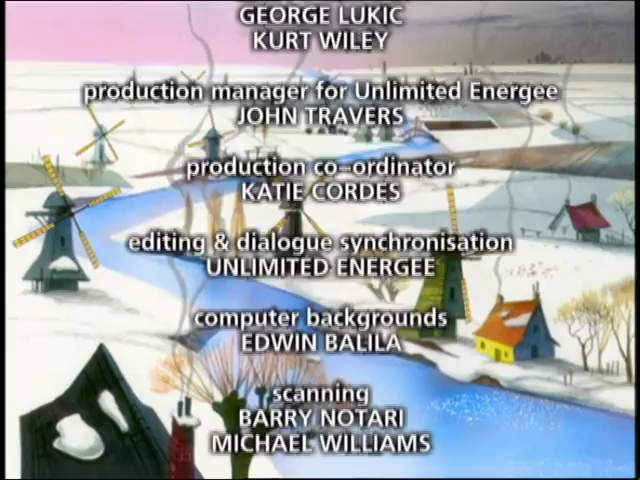 GEORGE LUKIC
KURT WILEY
production manager for Unlimited Energee
JOHN TRAVERS
production co-ordinator
KATIE CORDES
editing & dialogue synchronisation
UNLIMITED ENERGEE
computer backgrounds
EDWIN BALILA
scanning
BARRY NOTARI
MICHAEL WILLIAMS